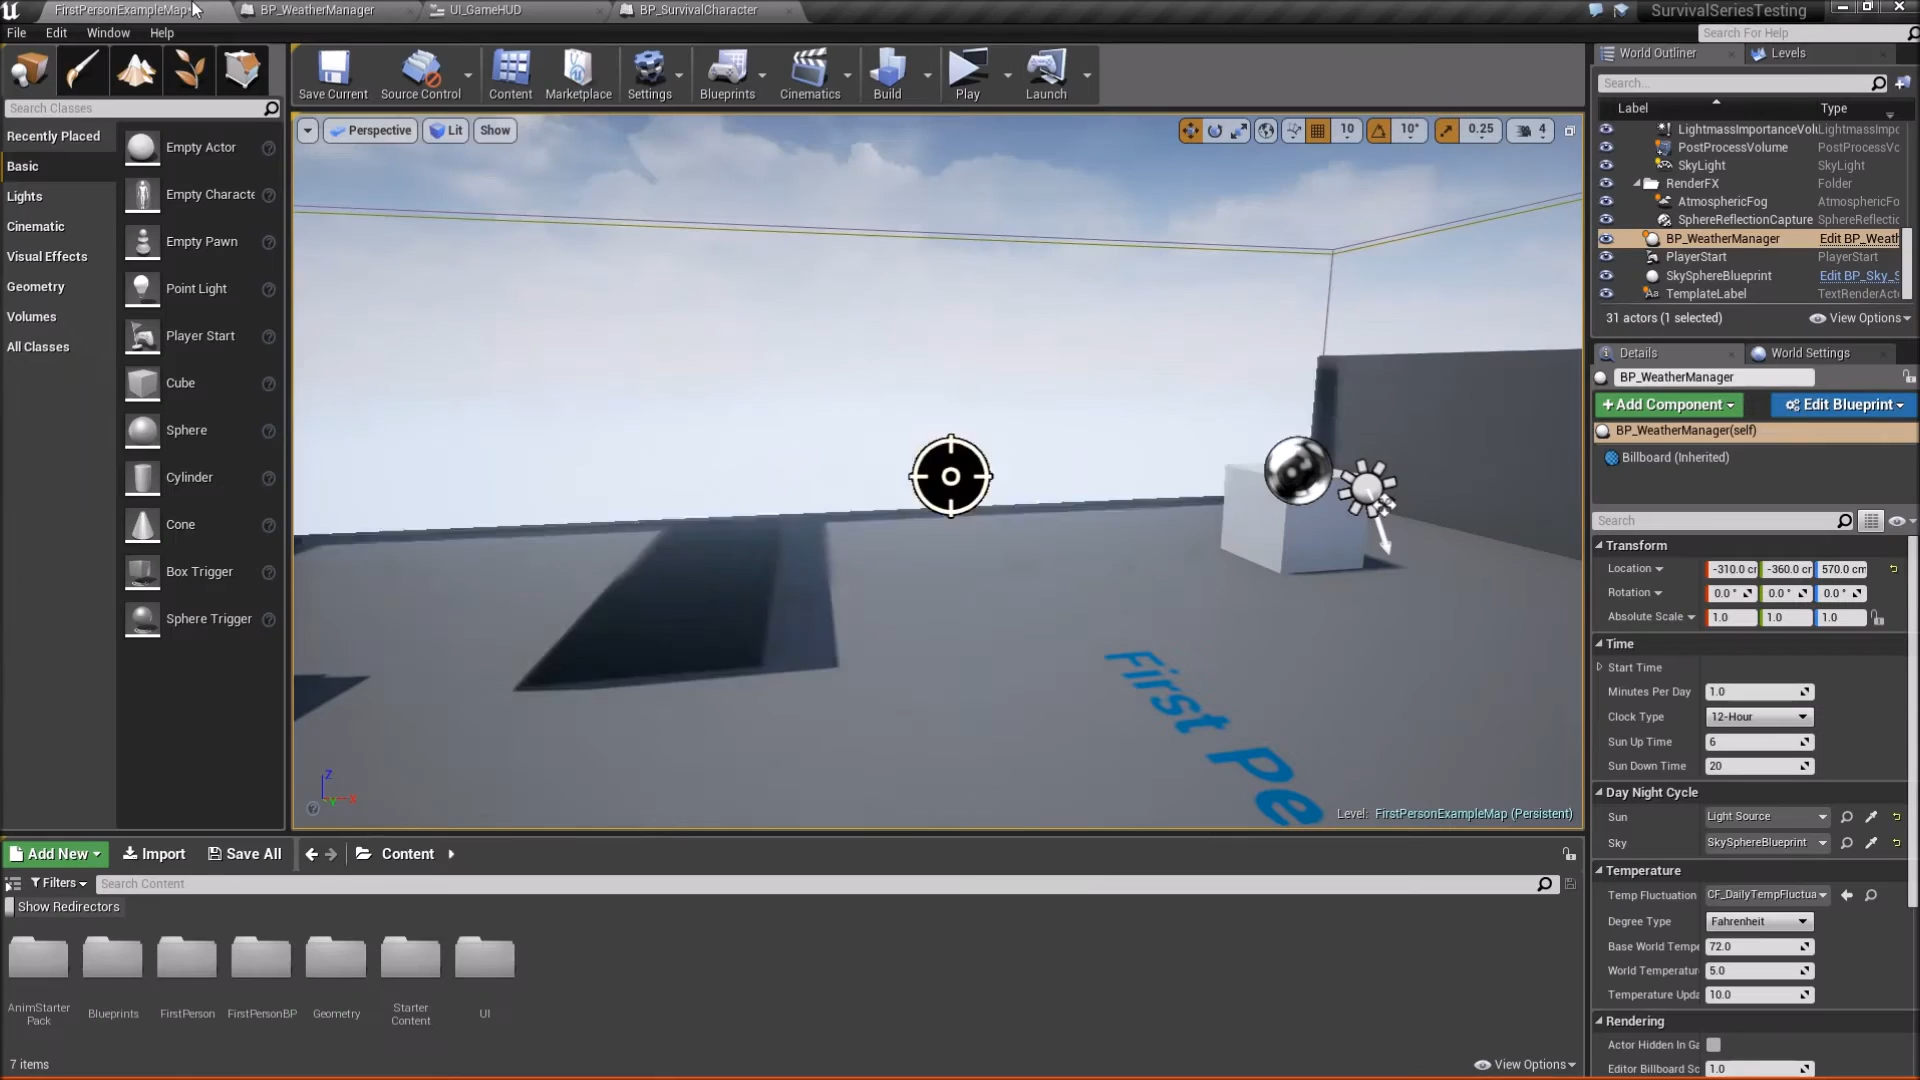 FirstPersonExampleMap
BP_WeatherManager
UI_GameHUD
BP_SurvivalCharacter
SurvivalSeriesTesting
File
Edit
Window
Help
Search For Help
Save Current
Source Control
Content
Marketplace
Settings
Blueprints
Cinematics
Build
Play
Launch
World Outliner
Levels
Search...
Label
Type
LightmassImportanceVolu
LightmassImpo
PostProcessVolume
PostProcessVo
SkyLight
SkyLight
RenderFX
Folder
AtmosphericFog
AtmosphericFo
SphereReflectionCapture
SphereReflectic
BP_WeatherManager
Edit BP_Weath
PlayerStart
PlayerStart
SkySphereBlueprint
Edit BP_Sky_S
TemplateLabel
TextRenderActo
31 actors (1 selected)
View Options
Search Classes
Recently Placed
Basic
Lights
Cinematic
Visual Effects
Geometry
Volumes
All Classes
Empty Actor
Empty Characte
Empty Pawn
Point Light
Player Start
Cube
Sphere
Cylinder
Cone
Box Trigger
Sphere Trigger
Perspective
Lit
Show
10
10°
0.25
4
First Pe
Z
Y
X
Level: FirstPersonExampleMap (Persistent)
Details
World Settings
BP_WeatherManager
+Add Component
Edit Blueprint
BP_WeatherManager(self)
Billboard (Inherited)
Search
Transform
Location
-310.0 cr
-360.0 cr
570.0 cm
Rotation
0.0 °
0.0 °
0.0 °
Absolute Scale
1.0
1.0
1.0
Time
Start Time
Minutes Per Day
1.0
Clock Type
12-Hour
Sun Up Time
6
Sun Down Time
20
Day Night Cycle
Sun
Light Source
Sky
SkySphereBlueprint
Temperature
Temp Fluctuation
CF_DailyTempFluctua
Degree Type
Fahrenheit
Base World Tempe
72.0
World Temperatur
5.0
Temperature Upda
10.0
Rendering
Actor Hidden In Ga
Editor Billboard Sc
1.0
Add New
Import
Save All
Content
Filters
Search Content
Show Redirectors
AnimStarter
Pack
Blueprints
FirstPerson
FirstPersonBP
Geometry
Starter
Content
UI
7 items
View Options